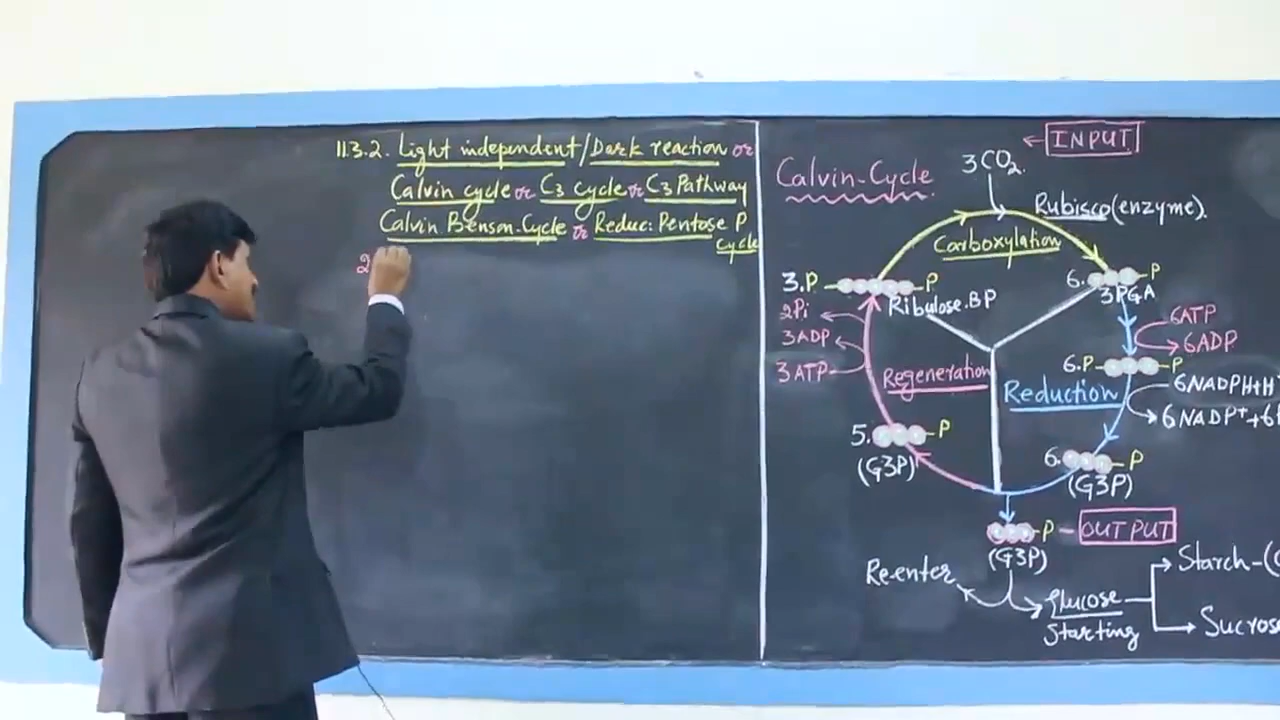 11.3.2. Light independent/Dark reaction or
Calvin cycle or C3 cycle or C3 Pathway
Calvin Benson-Cycle or Reduc: Pentose P
Cycle
2
Calvin-Cycle
INPUT
3CO2.
Rubisco(enzyme).
Carboxylation
3.P
P
Ribulose.BP
6.
P
3PGA
2Pi
3ADP
3ATP
6ATP
6ADP
6.P
P
Regeneration
Reduction
6NADPH+H
6NADP++6
5.
P
(G3P)
6.
P
(G3P)
P - OUTPUT
(G3P)
Re-enter
Glucose
Starting
Starch-(
Sucrose